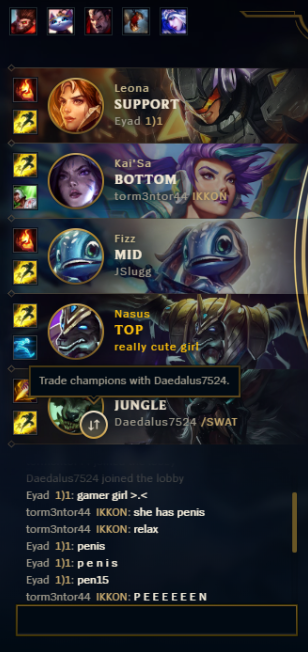 Leona
SUPPORT
Eyad 1)1
Kai'Sa
BOTTOM
torm3ntor44 IKKON
Fizz
MID
JSlugg
Nasus
TOP
really cute girl
Trade champions with Daedalus7524.
JUNGLE
Daedalus7524 /SWAT
Daedalus7524 joined the lobby
Eyad 1)1: gamer girl >.<
torm3ntor44 IKKON: she has penis
torm3ntor44 IKKON: relax
Eyad 1)1: penis
Eyad 1)1: p e n i s
Eyad 1)1: pen15
torm3ntor44 IKKON: P E E E E E E N